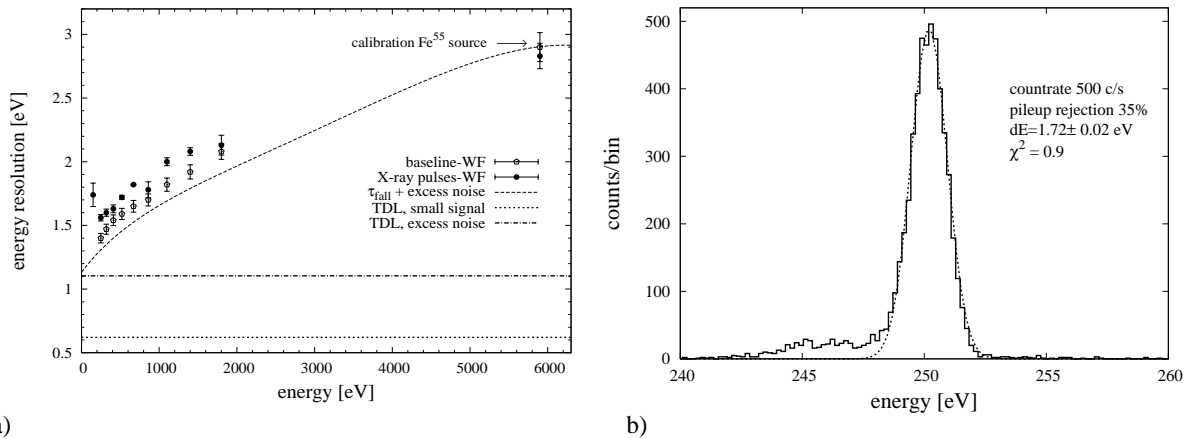 3
2.5
2
1.5
1
0.5
0 1000 2000 3000 4000 5000 6000
energy resolution [eV]
energy [eV]
calibration Fe⁵⁵ source
baseline-WF
X-ray pulses-WF
τfall + excess noise
TDL, small signal
TDL, excess noise
a)
500
400
300
200
100
0
240 245 250 255 260
counts/bin
energy [eV]
countrate 500 c/s
pileup rejection 35%
dE=1.72± 0.02 eV
χ² = 0.9
b)